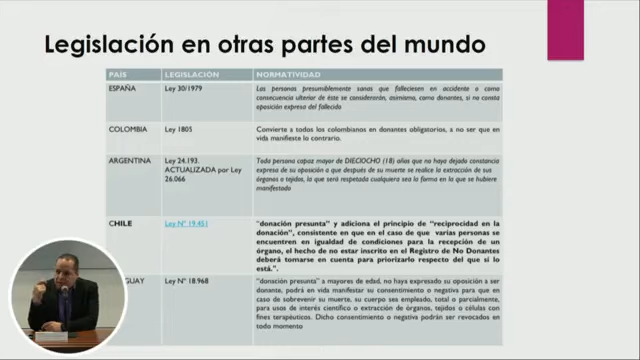 Legislación en otras partes del mundo
PAÍS LEGISLACIÓN NORMATIVIDAD
ESPAÑA Ley 30/1979 Las personas presumiblemente sanas que falleciesen en accidente o como
consecuencia ulterior de éste se considerarán, asimismo, como donantes, si no consta
oposición expresa del fallecido
COLOMBIA Ley 1805 Convierte a todos los colombianos en donantes obligatorios, a no ser que en
vida manifieste lo contrario.
ARGENTINA Ley 24.193. Toda persona capaz mayor de DIECIOCHO (18) años que no haya dejado constancia
ACTUALIZADA por Ley expresa de su oposición a que después de su muerte se realice la extracción de sus
26.066 órganos o tejidos, la que será respetada cualquiera sea la forma en la que se hubiere
manifestado
CHILE Ley N° 19.451 "donación presunta" y adiciona el principio de "reciprocidad en la
donación", consistente en que en el caso de que varias personas se
encuentren en igualdad de condiciones para la recepción de un
órgano, el hecho de no estar inscrito en el Registro de No Donantes
deberá tomarse en cuenta para priorizarlo respecto del que sí lo
está.".
GUAY Ley N° 18.968 "donación presunta" a mayores de edad, no haya expresado su oposición a ser
donante, podrá en vida manifestar su consentimiento o negativa para que en
caso de sobrevenir su muerte, su cuerpo sea empleado, total o parcialmente,
para usos de interés científico o extracción de órganos, tejidos o células con
fines terapéuticos. Dicho consentimiento o negativa podrán ser revocados en
todo momento